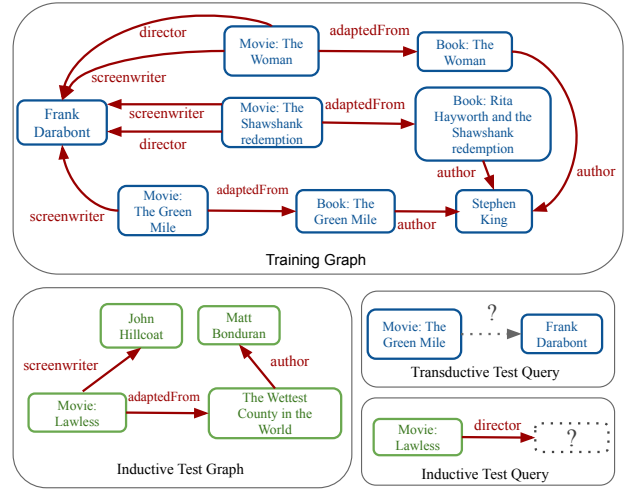 director
Movie: The
Woman
adaptedFrom
Book: The
Woman
screenwriter
Frank
Darabont
screenwriter
Movie: The
Shawshank
redemption
adaptedFrom
Book: Rita
Hayworth and the
Shawshank
redemption
director
author
author
screenwriter
Movie:
The Green
Mile
adaptedFrom
Book: The
Green Mile
author
Stephen
King
Training Graph
John
Hillcoat
Matt
Bonduran
screenwriter
author
Movie:
Lawless
adaptedFrom
The Wettest
County in the
World
Inductive Test Graph
Movie: The
Green Mile
?
Frank
Darabont
Transductive Test Query
Movie:
Lawless
director
?
Inductive Test Query